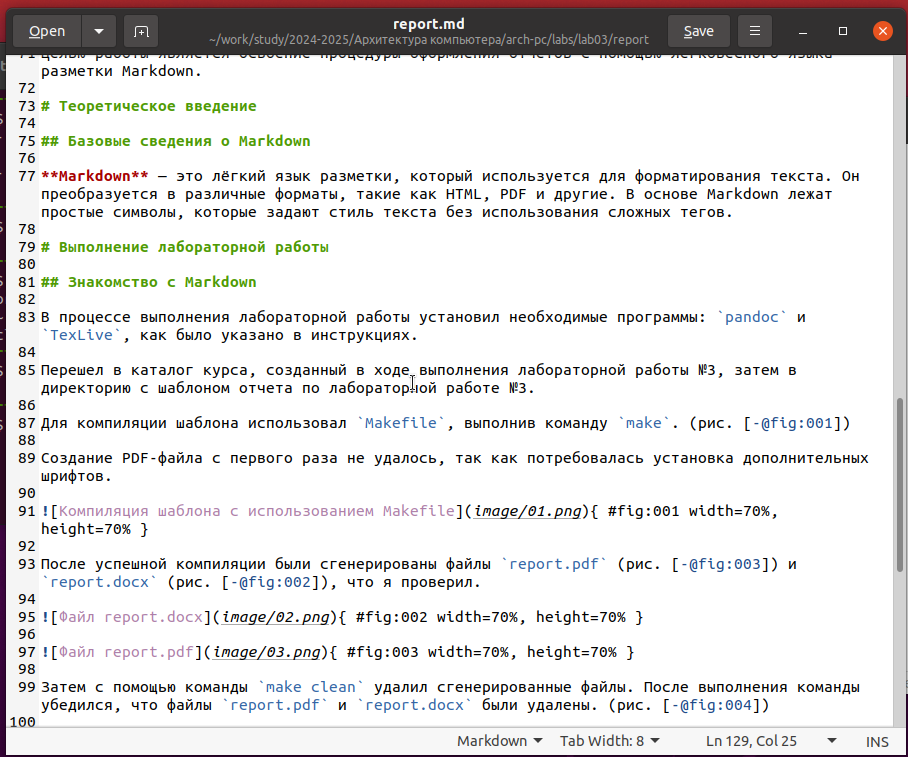 Open
report.md
~/work/study/2024-2025/Архитектура компьютера/arch-pc/labs/lab03/report
Save
71 Целью работы является освоение процедуры оформления отчетов с помощью легковесного языка
разметки Markdown.
72
73 # Теоретическое введение
74
75 ## Базовые сведения о Markdown
76
77 **Markdown** — это лёгкий язык разметки, который используется для форматирования текста. Он
преобразуется в различные форматы, такие как HTML, PDF и другие. В основе Markdown лежат
простые символы, которые задают стиль текста без использования сложных тегов.
78
79 # Выполнение лабораторной работы
80
81 ## Знакомство с Markdown
82
83 В процессе выполнения лабораторной работы установил необходимые программы: `pandoc` и
`TexLive`, как было указано в инструкциях.
84
85 Перешел в каталог курса, созданный в ходе выполнения лабораторной работы №3, затем в
директорию с шаблоном отчета по лабораторной работе №3.
86
87 Для компиляции шаблона использовал `Makefile`, выполнив команду `make`. (рис. [-@fig:001])
88
89 Создание PDF-файла с первого раза не удалось, так как потребовалась установка дополнительных
шрифтов.
90
91 ![Компиляция шаблона с использованием Makefile](image/01.png){ #fig:001 width=70%,
height=70% }
92
93 После успешной компиляции были сгенерированы файлы `report.pdf` (рис. [-@fig:003]) и
`report.docx` (рис. [-@fig:002]), что я проверил.
94
95 ![Файл report.docx](image/02.png){ #fig:002 width=70%, height=70% }
96
97 ![Файл report.pdf](image/03.png){ #fig:003 width=70%, height=70% }
98
99 Затем с помощью команды `make clean` удалил сгенерированные файлы. После выполнения команды
убедился, что файлы `report.pdf` и `report.docx` были удалены. (рис. [-@fig:004])
100
Markdown Tab Width: 8 Ln 129, Col 25 INS